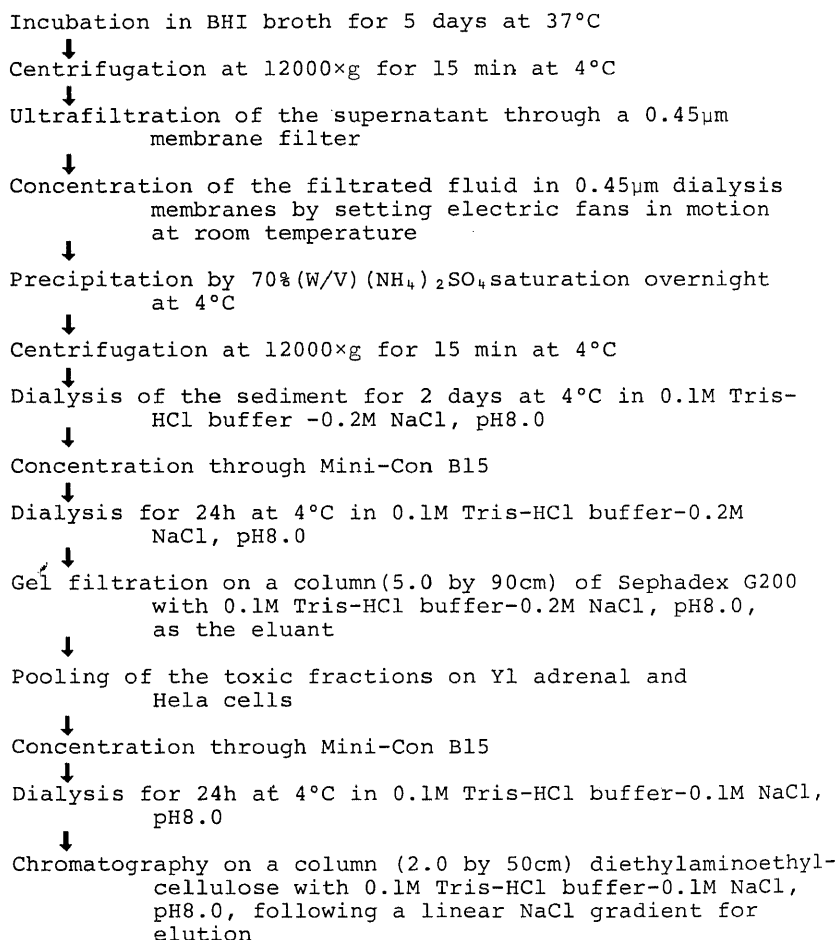 Incubation in BHI broth for 5 days at 37°C
↓
Centrifugation at 12000×g for 15 min at 4°C
↓
Ultrafiltration of the supernatant through a 0.45μm
membrane filter
↓
Concentration of the filtrated fluid in 0.45μm dialysis
membranes by setting electric fans in motion
at room temperature
↓
Precipitation by 70%(W/V)(NH₄)₂SO₄saturation overnight
at 4°C
↓
Centrifugation at 12000×g for 15 min at 4°C
↓
Dialysis of the sediment for 2 days at 4°C in 0.1M Tris-
HCl buffer -0.2M NaCl, pH8.0
↓
Concentration through Mini-Con B15
↓
Dialysis for 24h at 4°C in 0.1M Tris-HCl buffer-0.2M
NaCl, pH8.0
↓
Gel filtration on a column(5.0 by 90cm) of Sephadex G200
with 0.1M Tris-HCl buffer-0.2M NaCl, pH8.0,
as the eluant
↓
Pooling of the toxic fractions on Y1 adrenal and
Hela cells
↓
Concentration through Mini-Con B15
↓
Dialysis for 24h at 4°C in 0.1M Tris-HCl buffer-0.1M NaCl,
pH8.0
↓
Chromatography on a column (2.0 by 50cm) diethylaminoethyl-
cellulose with 0.1M Tris-HCl buffer-0.1M NaCl,
pH8.0, following a linear NaCl gradient for
elution